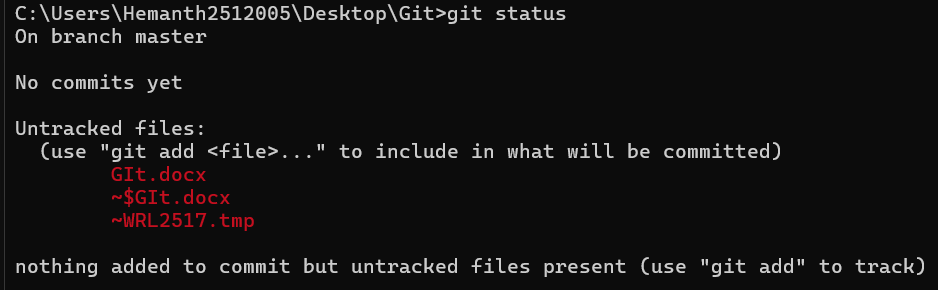 C:\Users\Hemanth2512005\Desktop\Git>git status
On branch master
No commits yet
Untracked files:
(use "git add <file>..." to include in what will be committed)
GIt.docx
~$GIt.docx
~WRL2517.tmp
nothing added to commit but untracked files present (use "git add" to track)